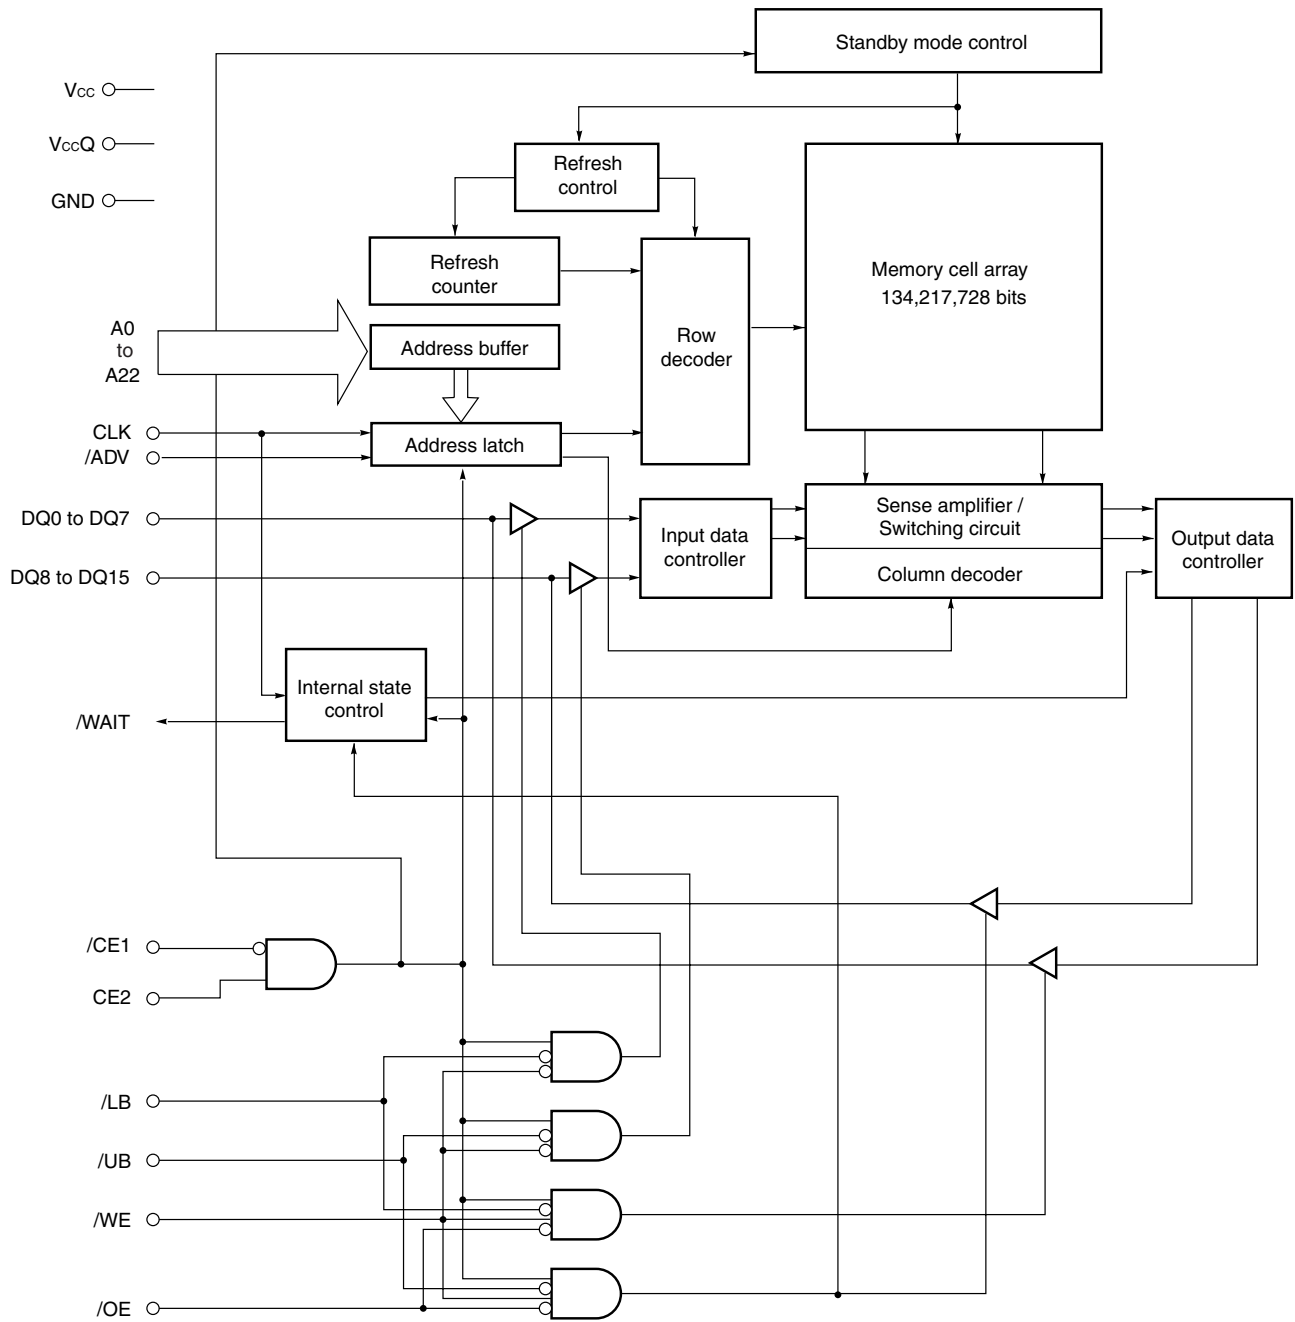 Standby mode control
Vcc
VccQ
GND
Refresh
control
Refresh
counter
Memory cell array
134,217,728 bits
A0
to
A22
Address buffer
Row
decoder
CLK
/ADV
Address latch
DQ0 to DQ7
DQ8 to DQ15
Input data
controller
Sense amplifier /
Switching circuit
Column decoder
Output data
controller
Internal state
control
/WAIT
/CE1
CE2
/LB
/UB
/WE
/OE